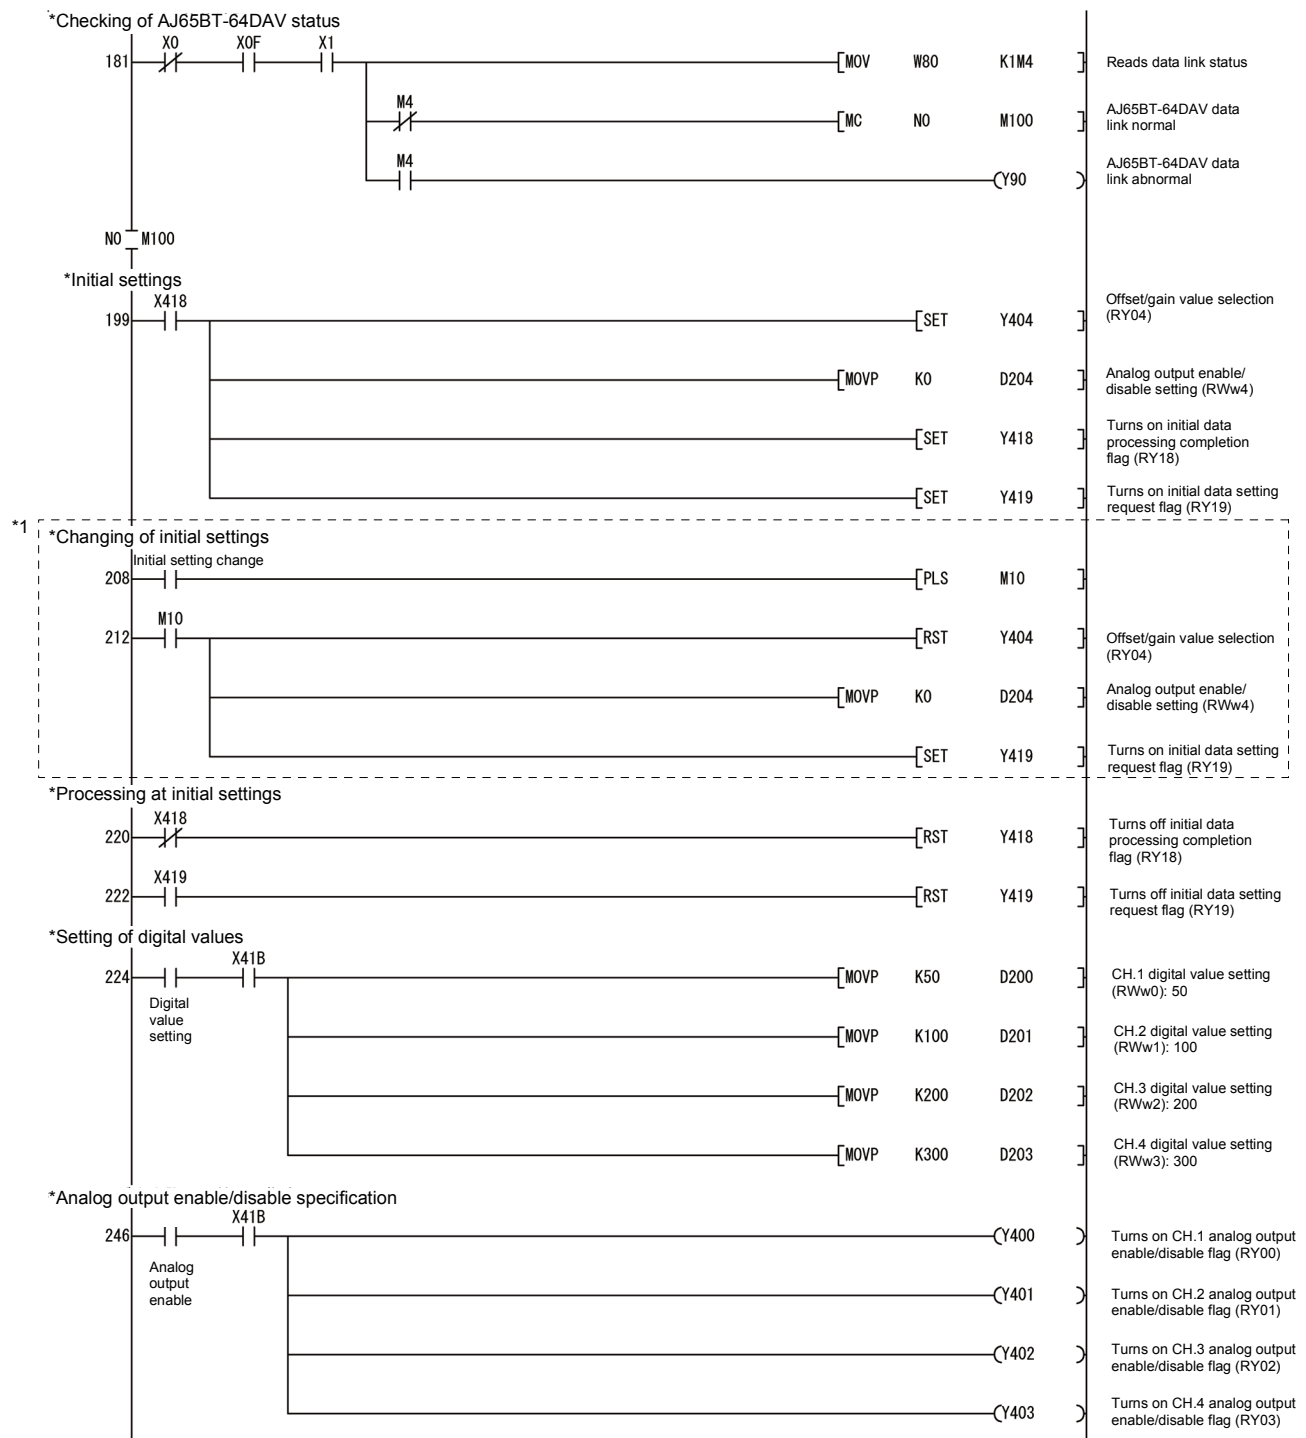 *Checking of AJ65BT-64DAV status
X0 X0F X1
181 MOV W80 K1M4 Reads data link status
M4
MC N0 M100 AJ65BT-64DAV data
link normal
M4
Y90 AJ65BT-64DAV data
link abnormal
N0 M100
*Initial settings
X418
199 SET Y404 Offset/gain value selection
(RY04)
MOVP K0 D204 Analog output enable/
disable setting (RWw4)
SET Y418 Turns on initial data
processing completion
flag (RY18)
SET Y419 Turns on initial data setting
request flag (RY19)
*1
*Changing of initial settings
Initial setting change
208 PLS M10
M10
212 RST Y404 Offset/gain value selection
(RY04)
MOVP K0 D204 Analog output enable/
disable setting (RWw4)
SET Y419 Turns on initial data setting
request flag (RY19)
*Processing at initial settings
X418
220 RST Y418 Turns off initial data
processing completion
flag (RY18)
X419
222 RST Y419 Turns off initial data setting
request flag (RY19)
*Setting of digital values
X41B
224 MOVP K50 D200 CH.1 digital value setting
(RWw0): 50
Digital
value
setting
MOVP K100 D201 CH.2 digital value setting
(RWw1): 100
MOVP K200 D202 CH.3 digital value setting
(RWw2): 200
MOVP K300 D203 CH.4 digital value setting
(RWw3): 300
*Analog output enable/disable specification
X41B
246 Y400 Turns on CH.1 analog output
enable/disable flag (RY00)
Analog
output
enable
Y401 Turns on CH.2 analog output
enable/disable flag (RY01)
Y402 Turns on CH.3 analog output
enable/disable flag (RY02)
Y403 Turns on CH.4 analog output
enable/disable flag (RY03)